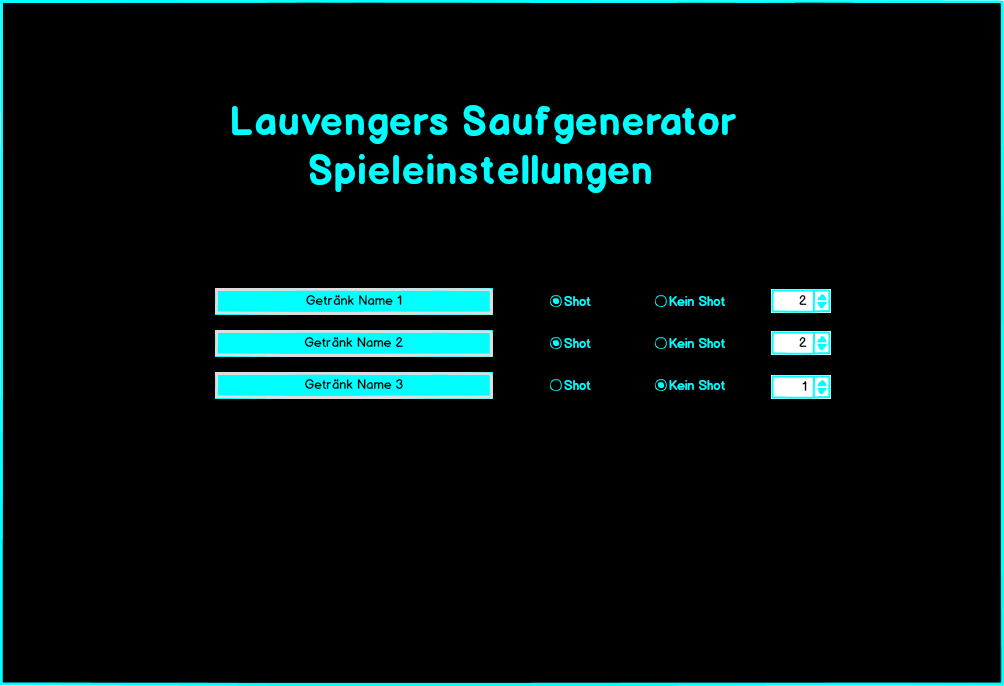 Lauvengers Saufgenerator
Spieleinstellungen
Getränk Name 1 Shot Kein Shot 2
Getränk Name 2 Shot Kein Shot 2
Getränk Name 3 Shot Kein Shot 1